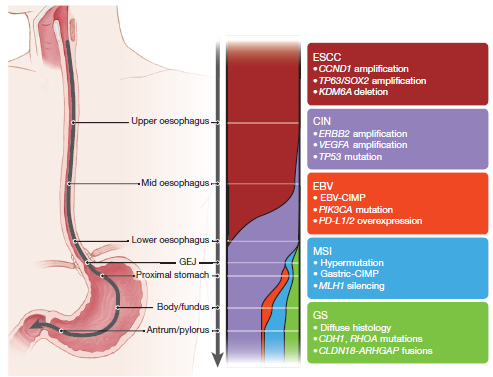 Upper oesophagus
Mid oesophagus
Lower oesophagus
GEJ
Proximal stomach
Body/fundus
Antrum/pylorus
ESCC
• CCND1 amplification
• TP63/SOX2 amplification
• KDM6A deletion
CIN
• ERBB2 amplification
• VEGFA amplification
• TP53 mutation
EBV
• EBV-CIMP
• PIK3CA mutation
• PD-L1/2 overexpression
MSI
• Hypermutation
• Gastric-CIMP
• MLH1 silencing
GS
• Diffuse histology
• CDH1, RHOA mutations
• CLDN18-ARHGAP fusions